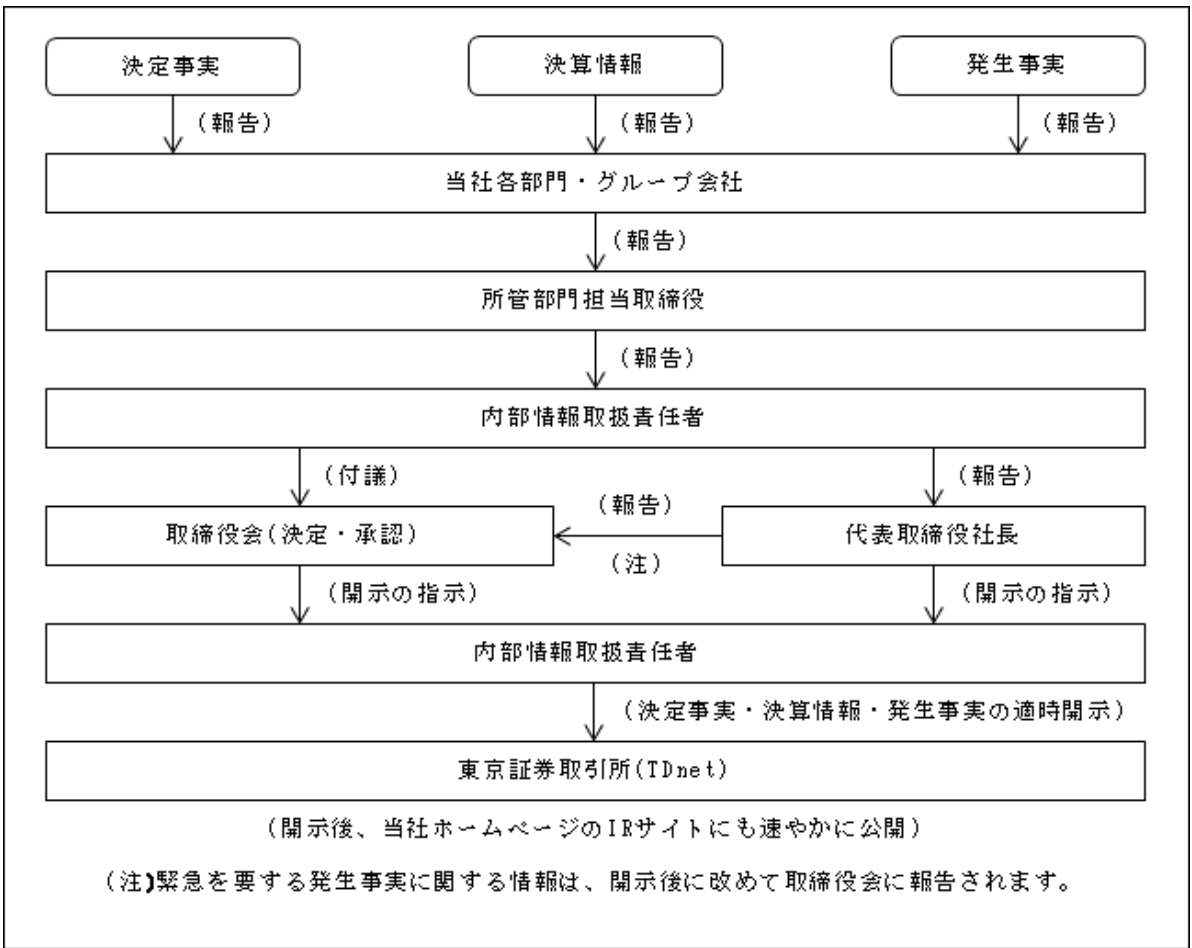 決定事実
決算情報
発生事実
(報告)
(報告)
(報告)
当社各部門・グループ会社
(報告)
所管部門担当取締役
(報告)
内部情報取扱責任者
(付議)
(報告)
取締役会(決定・承認)
(報告)
(注)
代表取締役社長
(開示の指示)
(開示の指示)
内部情報取扱責任者
(決定事実・決算情報・発生事実の適時開示)
東京証券取引所(TDnet)
(開示後、当社ホームページのIRサイトにも速やかに公開)
(注)緊急を要する発生事実に関する情報は、開示後に改めて取締役会に報告されます。